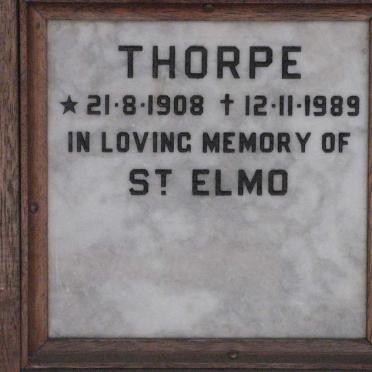 THORPE
★ 21·8·1908 † 12·11·1989
IN LOVING MEMORY OF
ST ELMO